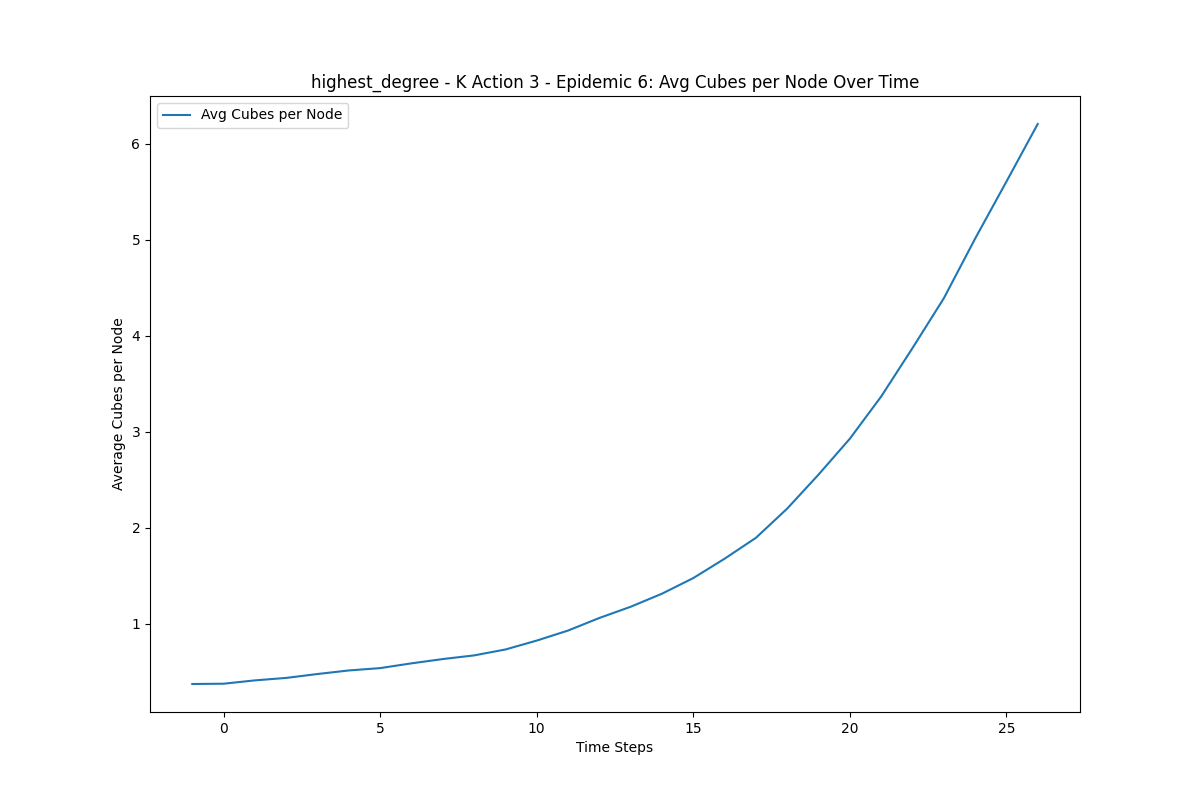 highest_degree - K Action 3 - Epidemic 6: Avg Cubes per Node Over Time
Avg Cubes per Node
6
5
4
3
2
1
Average Cubes per Node
0 5 10 15 20 25
Time Steps